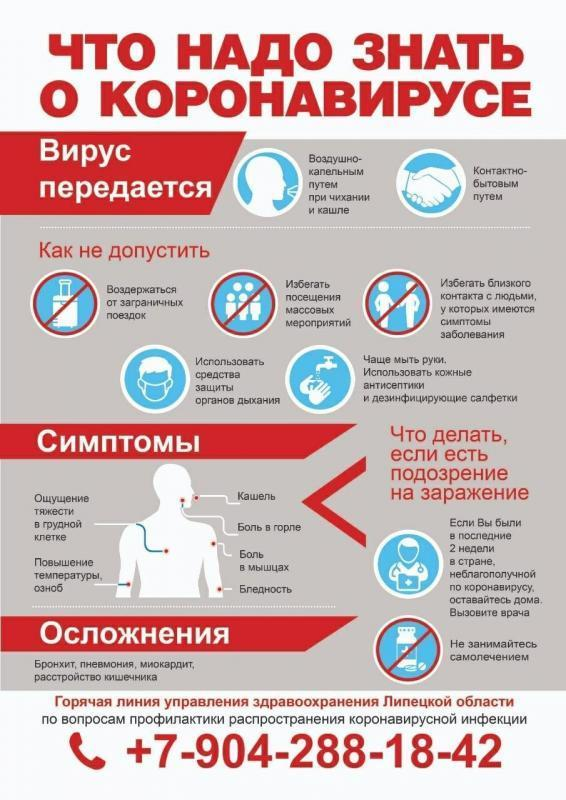 ЧТО НАДО ЗНАТЬ
О КОРОНАВИРУСЕ
Вирус
передается
Воздушно-
капельным
путем
при чихании
и кашле
Контактно-
бытовым
путем
Как не допустить
Воздержаться
от заграничных
поездок
Избегать
посещения
массовых
мероприятий
Избегать близкого
контакта с людьми,
у которых имеются
симптомы
заболевания
Использовать
средства
защиты
органов дыхания
Чаще мыть руки.
Использовать кожные
антисептики
и дезинфицирующие салфетки
Симптомы
Ощущение
тяжести
в грудной
клетке
Повышение
температуры,
озноб
Кашель
Боль в горле
Боль
в мышцах
Бледность
Что делать,
если есть
подозрение
на заражение
Если Вы были
в последние
2 недели
в стране,
неблагополучной
по коронавирусу,
оставайтесь дома.
Вызовите врача
Не занимайтесь
самолечением
Осложнения
Бронхит, пневмония, миокардит,
расстройство кишечника
Горячая линия управления здравоохранения Липецкой области
по вопросам профилактики распространения коронавирусной инфекции
+7-904-288-18-42